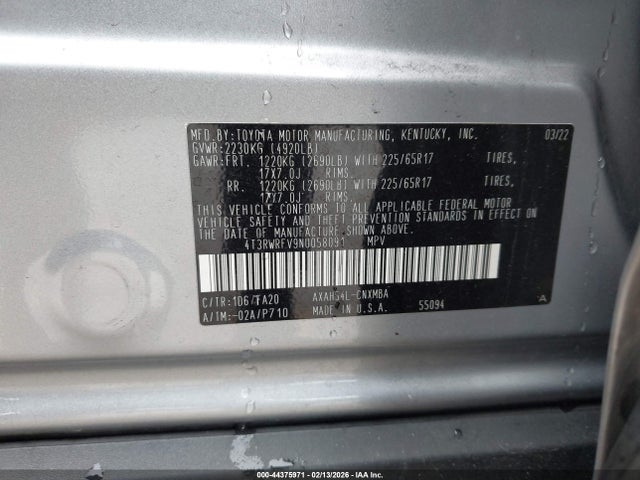 MFD.BY:TOYOTA MOTOR MANUFACTURING, KENTUCKY, INC. 03/22
GVWR:2230KG (4920LB)
GAWR:FRT. 1220KG (2690LB) WITH 225/65R17 TIRES,
17X7.0J RIMS.
RR. 1220KG (2690LB) WITH 225/65R17 TIRES,
17X7.0J RIMS.
THIS VEHICLE CONFORMS TO ALL APPLICABLE FEDERAL MOTOR
VEHICLE SAFETY AND THEFT PREVENTION STANDARDS IN EFFECT ON
THE DATE OF MANUFACTURE SHOWN ABOVE.
4T3RWRFV9NU058091 MPV
C/TR:106/FA20 AXAH54L-CNXMBA
A/TM:-02A/P710 MADE IN U.S.A. 55094 A
000-44375971 - 02/13/2026 - IAA Inc.